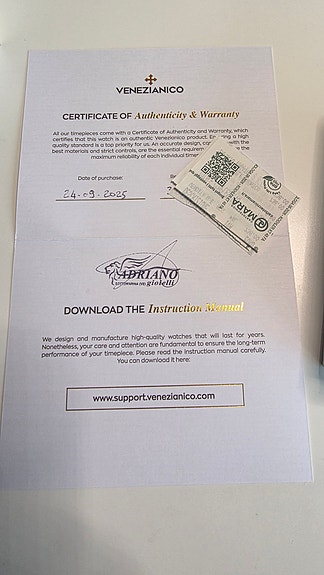 VENEZIANICO
CERTIFICATE OF Authenticity & Warranty
All our timepieces come with a Certificate of Authenticity and Warranty, which
certifies that this watch is an authentic Venezianico product. a high
quality standard is a top priority for us. An accurate design, with the
best materials and strict controls, are the essential the
maximum reliability of each individual
Date of purchase:
24-09-2025
MARA
ADRIANO
gioielli
DOWNLOAD THE Instruction Manual
We design and manufacture high-quality watches that will last for years.
Nonetheless, your care and attention are fundamental to ensure the long-term
performance of your timepiece. Please read the instruction manual carefully.
You can download it here:
www.support.venezianico.com